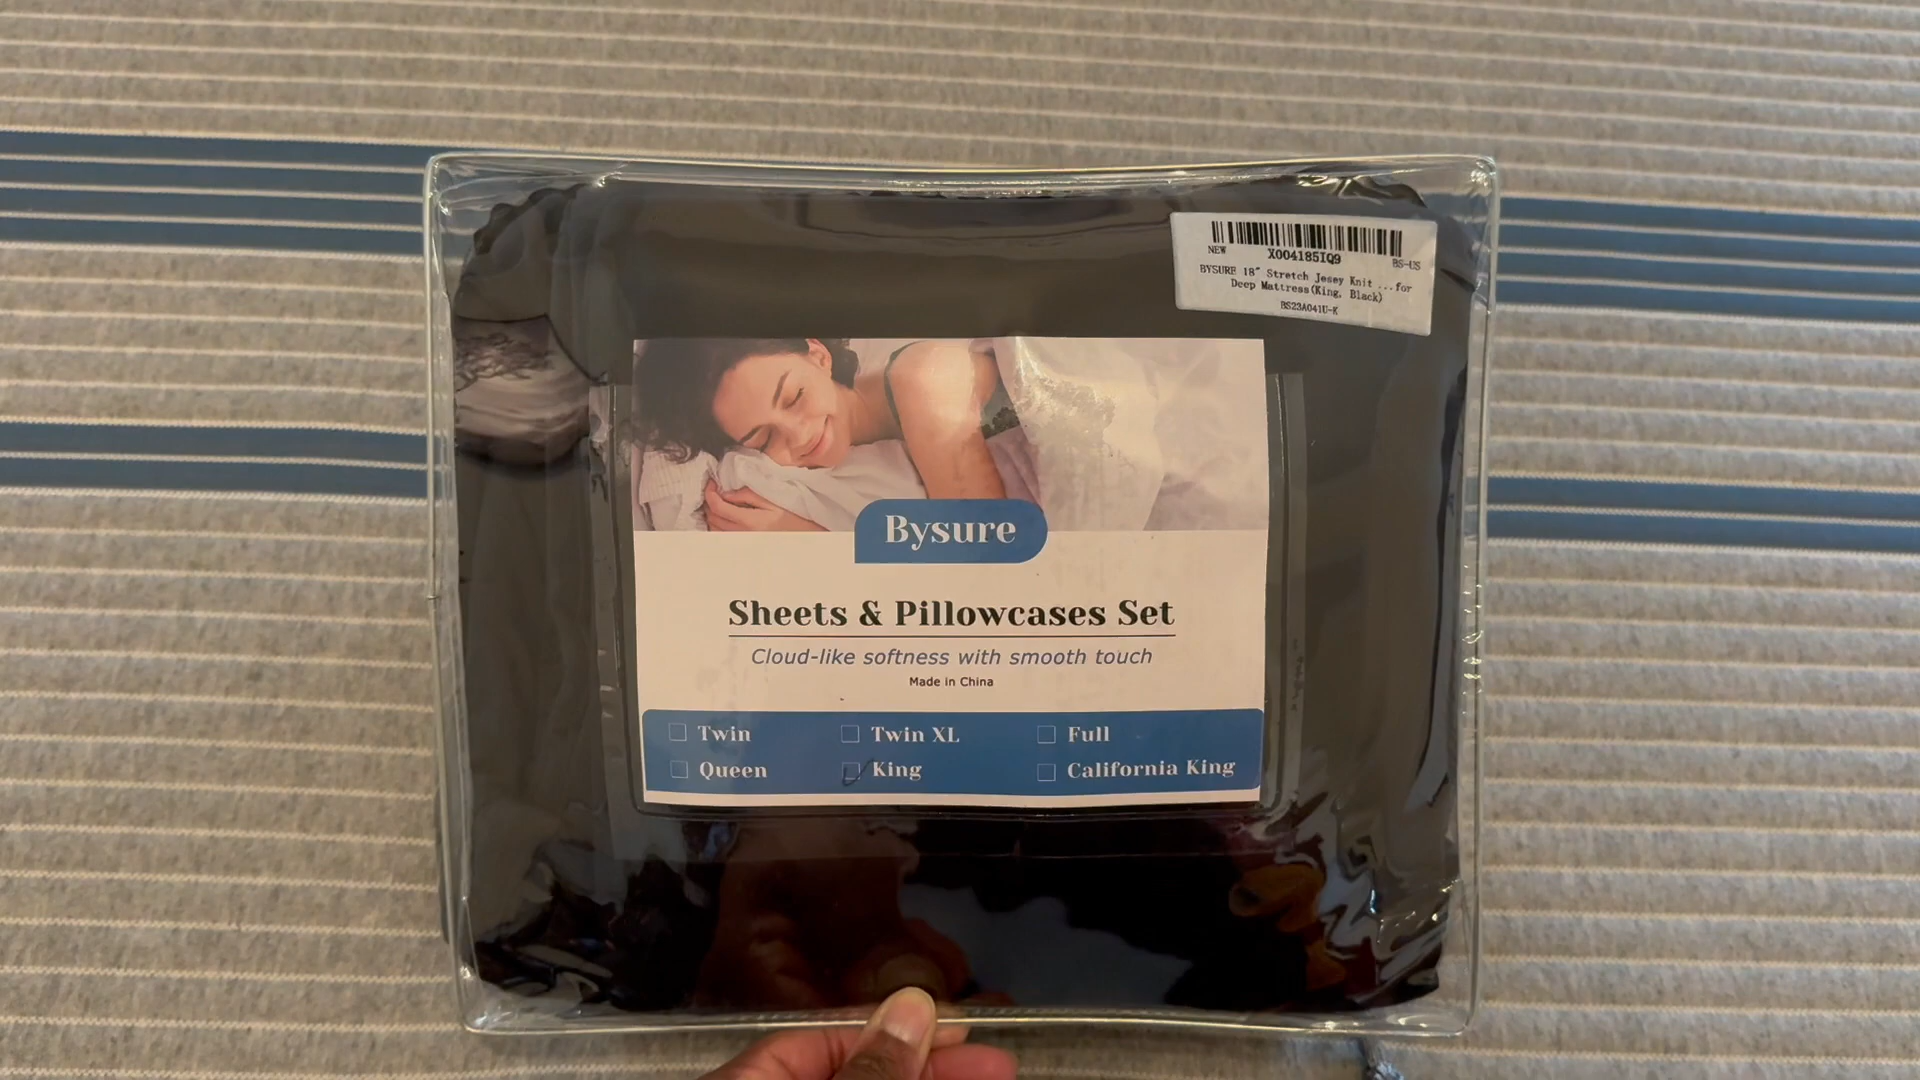 NEW X004185IQ9 BS-US
BYSURE 18" Stretch Jesey Knit ...for
Deep Mattress(King, Black)
BS23A041U-K
Bysure
Sheets & Pillowcases Set
Cloud-like softness with smooth touch
Made in China
Twin Twin XL Full
Queen King California King